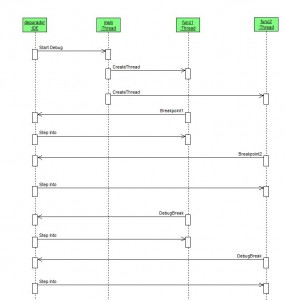 depurador
:IDE
main
:Thread
func1
:Thread
func2
:Thread
Start Debug
CreateThread
CreateThread
Breakpoint1
Step into
Breakpoint2
Step into
DebugBreak
Step into
DebugBreak
Step into